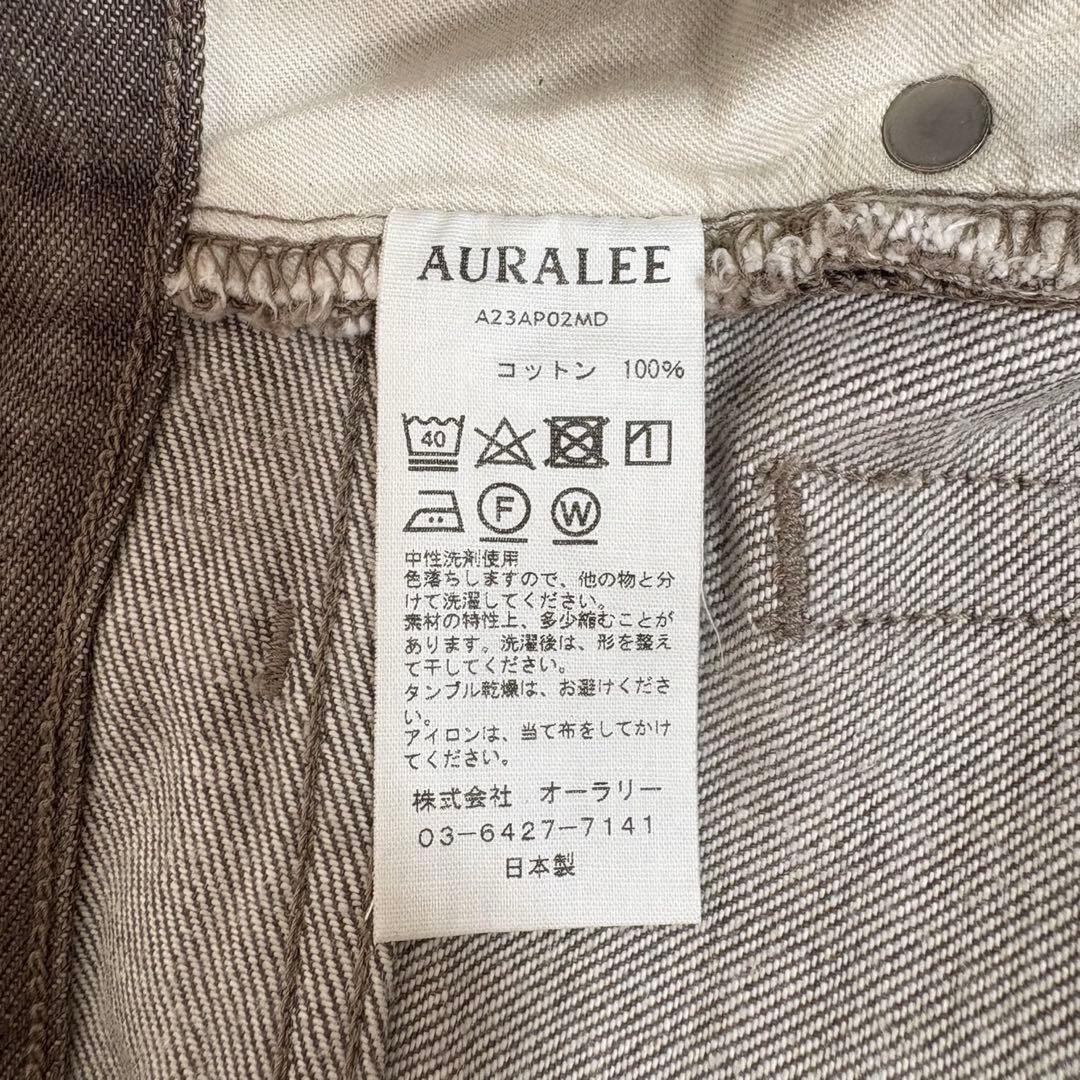 AURALEE
A23AP02MD
コットン 100%
40
1
F
W
中性洗剤使用
色落ちしますので、他の物と分
けて洗濯してください。
素材の特性上、多少縮むことが
あります。洗濯後は、形を整え
て干してください。
タンブル乾燥は、お避けくださ
い。
アイロンは、当て布をしてかけ
てください。
株式会社 オーラリー
03-6427-7141
日本製